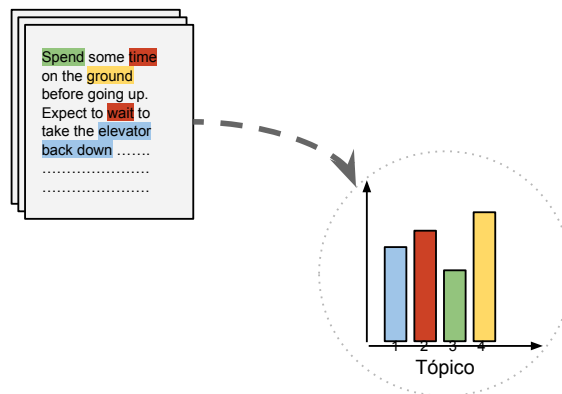 Spend some time
on the ground
before going up.
Expect to wait to
take the elevator
back down .......
......................
......................
1 2 3 4
Tópico